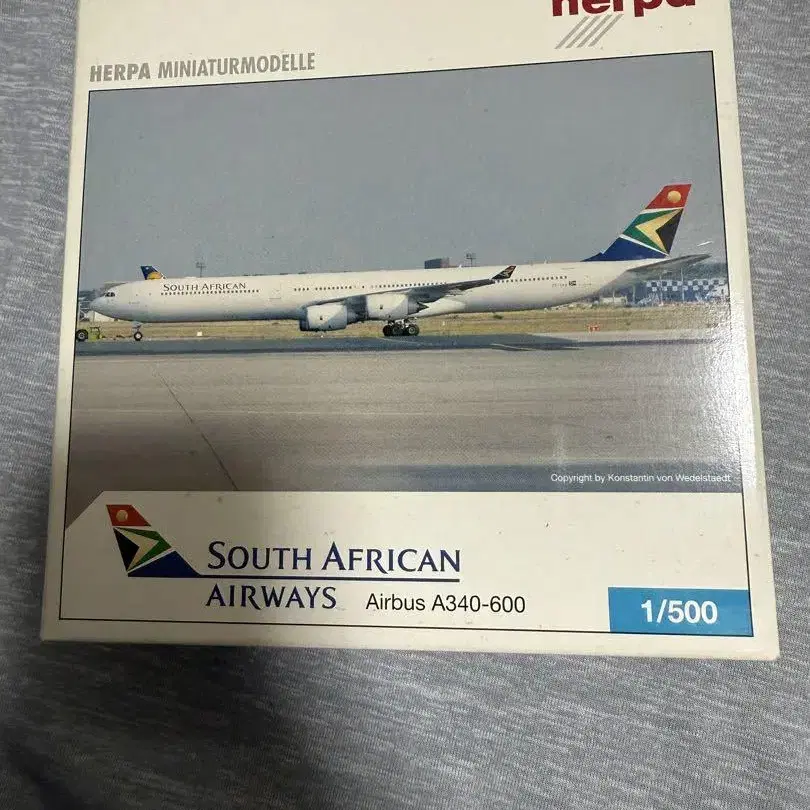 herpa
HERPA MINIATURMODELLE
SOUTH AFRICAN
Copyright by Konstantin von Wedelstaedt
SOUTH AFRICAN
AIRWAYS Airbus A340-600
1/500